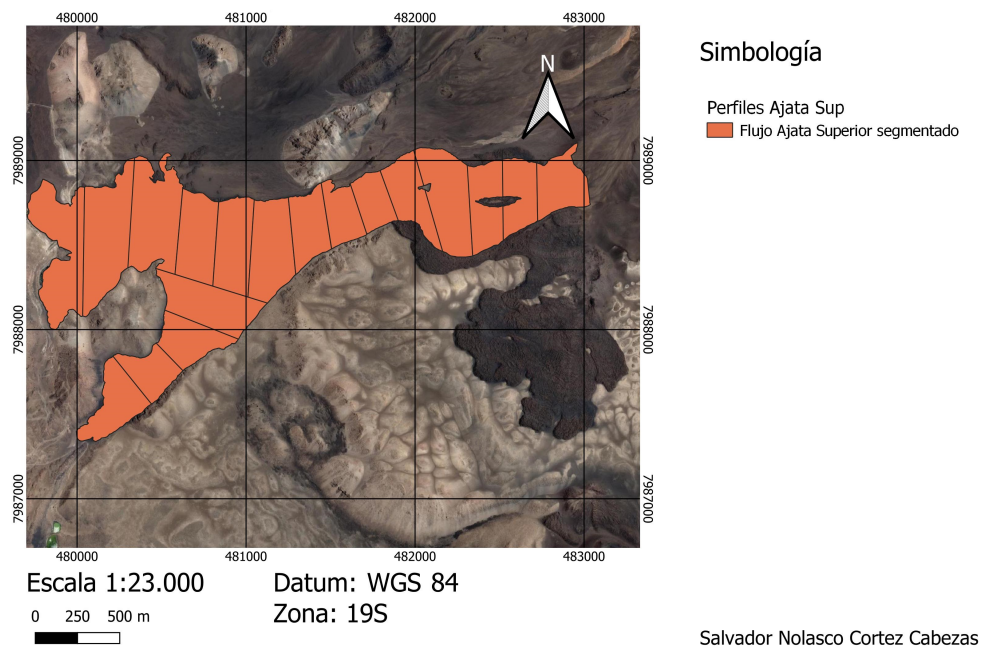 480000 481000 482000 483000
N
7989000 7989000
7988000 7988000
7987000 7987000
480000 481000 482000 483000
Simbología
Perfiles Ajata Sup
Flujo Ajata Superior segmentado
Escala 1:23.000
0 250 500 m
Datum: WGS 84
Zona: 19S
Salvador Nolasco Cortez Cabezas